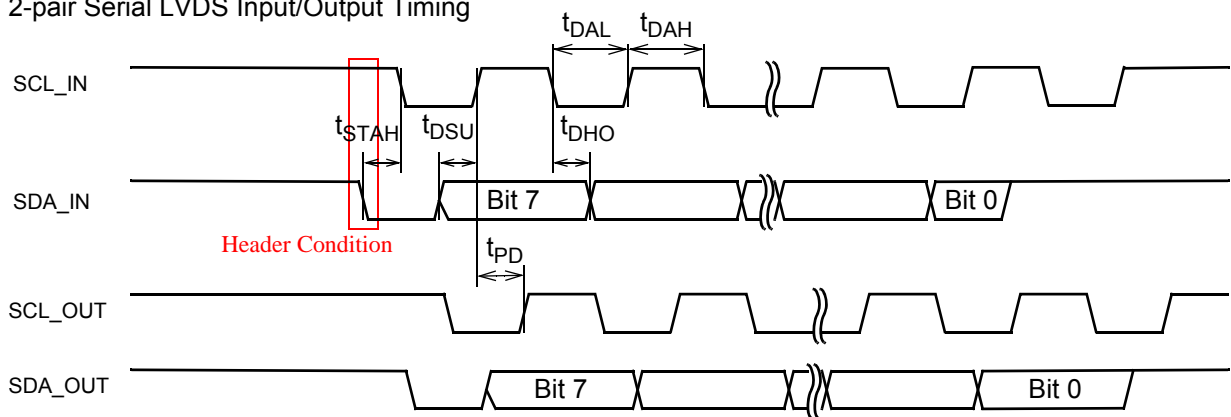 2-pair Serial LVDS Input/Output Timing
tDAL tDAH
SCL_IN
tSTAH tDSU tDHO
SDA_IN
Bit 7
Bit 0
Header Condition
tPD
SCL_OUT
SDA_OUT
Bit 7
Bit 0